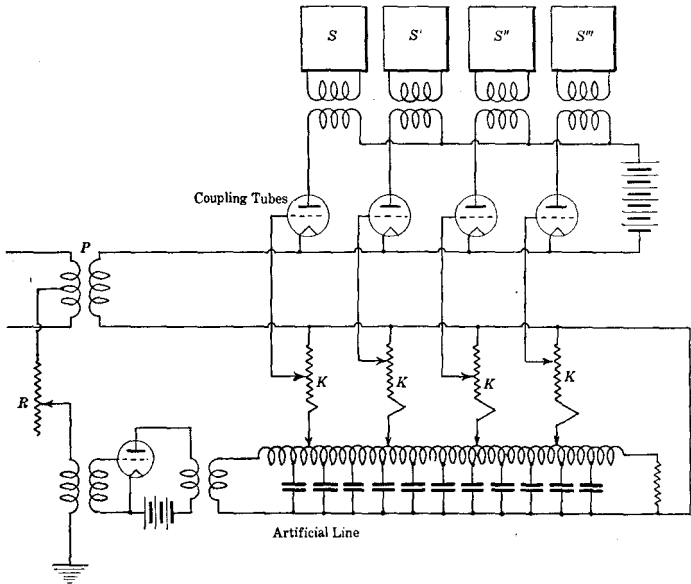 S S' S" S"'
Coupling Tubes
P
K K K K
R
Artificial Line